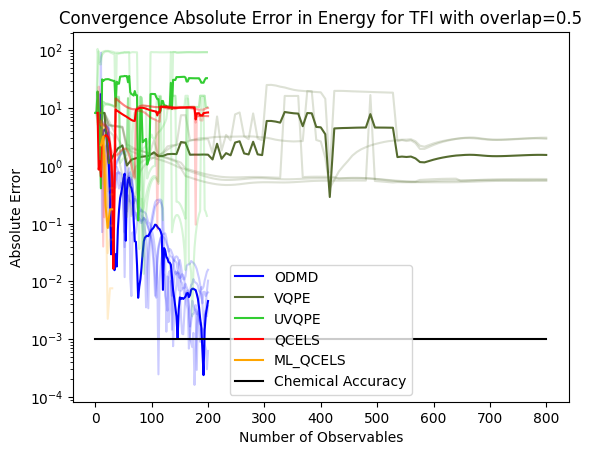 Convergence Absolute Error in Energy for TFI with overlap=0.5
Absolute Error
10²
10¹
10⁰
10⁻¹
10⁻²
10⁻³
10⁻⁴
ODMD
VQPE
UVQPE
QCELS
ML_QCELS
Chemical Accuracy
0 100 200 300 400 500 600 700 800
Number of Observables